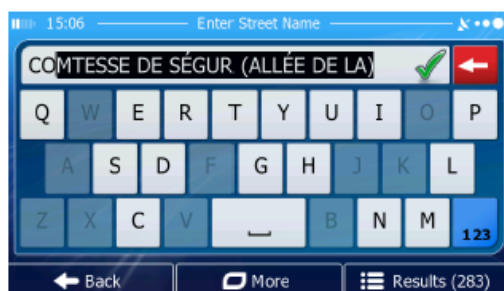 15:06 Enter Street Name
COMTESSE DE SÉGUR (ALLÉE DE LA)
Q W E R T Y U I O P
A S D F G H J K L
Z X C V B N M 123
Back More Results (283)